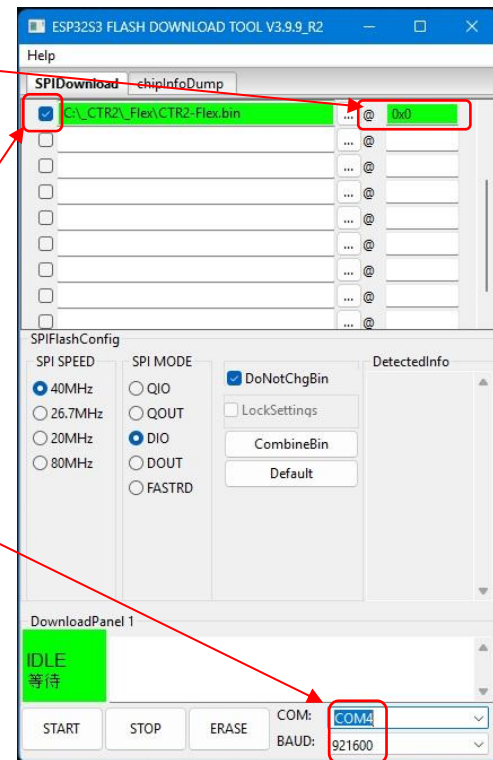 ESP32S3 FLASH DOWNLOAD TOOL V3.9.9_R2
Help
SPIDownload chipInfoDump
C:\_CTR2\_Flex\CTR2-Flex.bin ... @ 0x0
... @
... @
... @
... @
... @
... @
... @
... @
SPIFlashConfig
SPI SPEED SPI MODE DetectedInfo
40MHz QIO DoNotChgBin
26.7MHz QOUT LockSettings
20MHz DIO CombineBin
80MHz DOUT Default
FASTRD
DownloadPanel 1
IDLE
等待
START STOP ERASE COM: COM4
BAUD: 921600